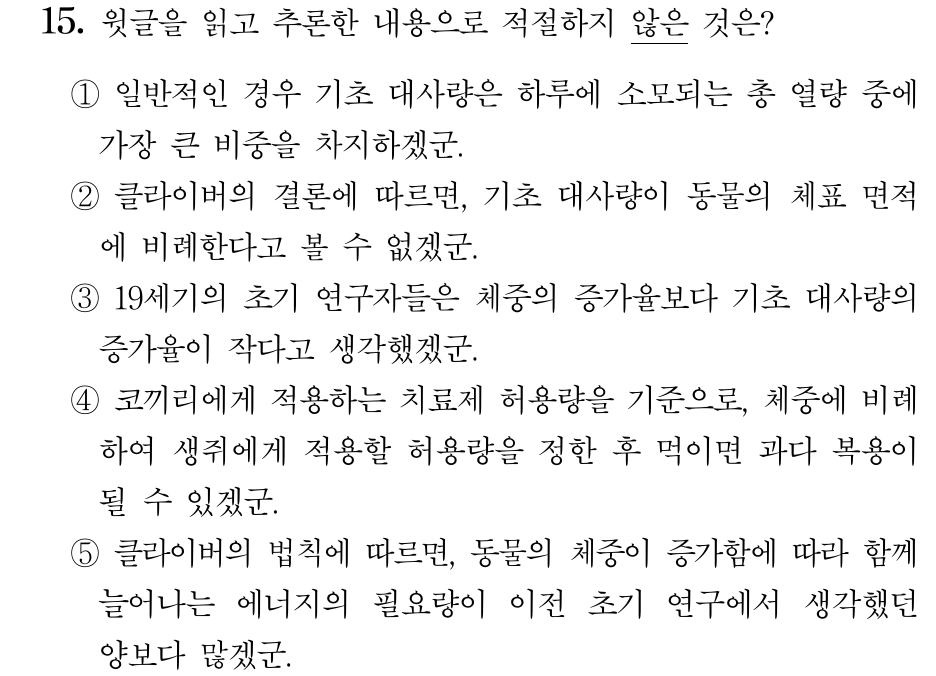 15. 윗글을 읽고 추론한 내용으로 적절하지 않은 것은?
① 일반적인 경우 기초 대사량은 하루에 소모되는 총 열량 중에
가장 큰 비중을 차지하겠군.
② 클라이버의 결론에 따르면, 기초 대사량이 동물의 체표 면적
에 비례한다고 볼 수 없겠군.
③ 19세기의 초기 연구자들은 체중의 증가율보다 기초 대사량의
증가율이 작다고 생각했겠군.
④ 코끼리에게 적용하는 치료제 허용량을 기준으로, 체중에 비례
하여 생쥐에게 적용할 허용량을 정한 후 먹이면 과다 복용이
될 수 있겠군.
⑤ 클라이버의 법칙에 따르면, 동물의 체중이 증가함에 따라 함께
늘어나는 에너지의 필요량이 이전 초기 연구에서 생각했던
양보다 많겠군.